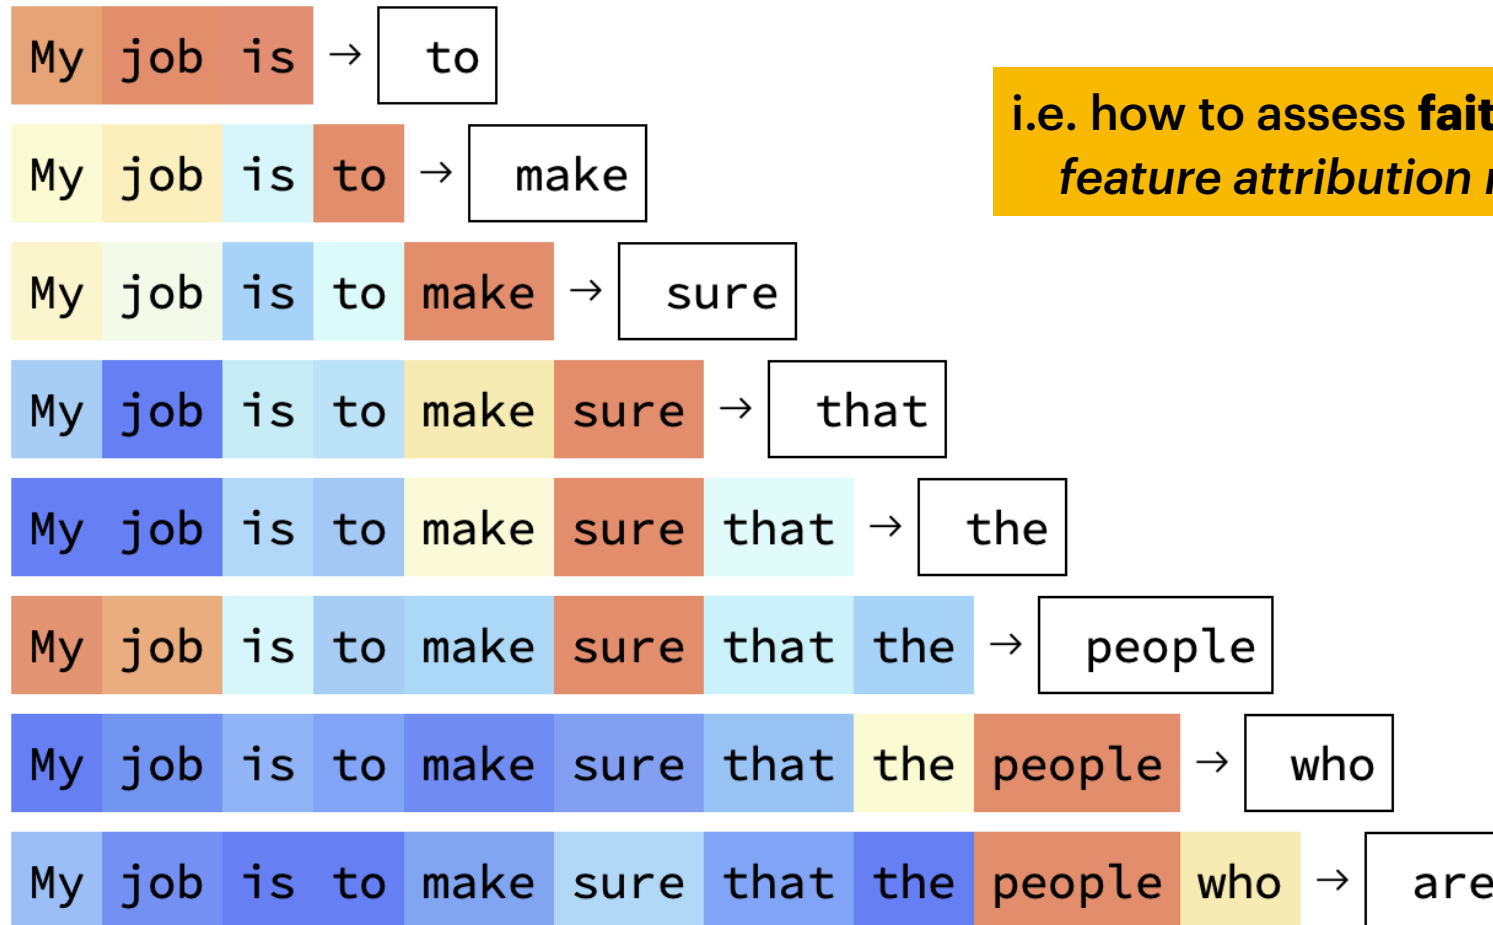 My job is → to
i.e. how to assess fait
feature attribution
My job is to → make
My job is to make → sure
My job is to make sure → that
My job is to make sure that → the
My job is to make sure that the → people
My job is to make sure that the people → who
My job is to make sure that the people who → are